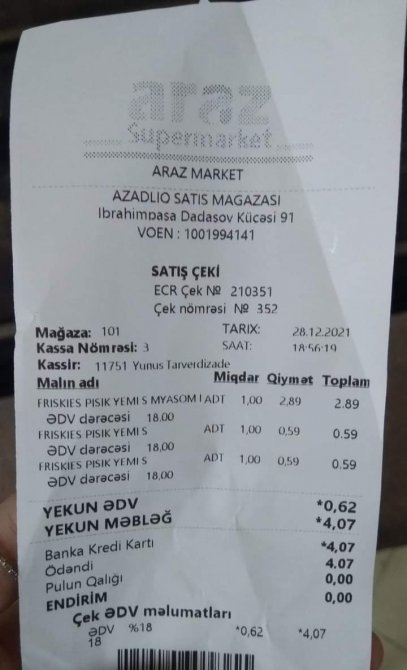 araz
Supermarket
ARAZ MARKET
AZADLIO SATIS MAGAZASI
Ibrahimpasa Dadasov Kücəsi 91
VOEN : 1001994141
SATIŞ ÇEKİ
ECR Çek № 210351
Çek nömrəsi № 352
Mağaza: 101 TARIX: 28.12.2021
Kassa Nömrəsi: 3 SAAT: 18:56:19
Kassir: 11751 Yunus Tarverdizade
Malın adı Miqdar Qiymət Toplam
FRISKIES PISIK YEMI S MYASOM I ADT 1,00 2,89 2.89
ƏDV dərəcəsi 18,00
FRISKIES PISIK YEMI S ADT 1,00 0,59 0.59
ƏDV dərəcəsi 18,00
FRISKIES PISIK YEMI S ADT 1,00 0,59 0.59
ƏDV dərəcəsi 18,00
YEKUN ƏDV *0,62
YEKUN MƏBLƏĞ *4,07
Banka Kredi Kartı *4,07
Ödəndi 4.07
Pulun Qalığı 0,00
ENDİRİM 0,00
Çek ƏDV məlumatları
ƏDV %18 *0,62 *4,07
18